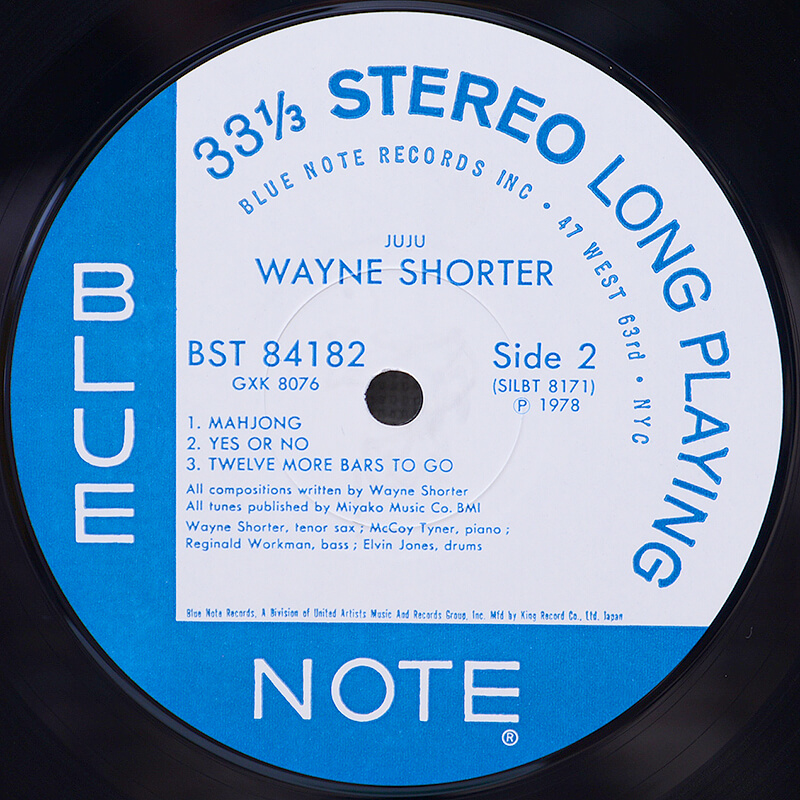 33⅓ STEREO LONG PLAYING
BLUE NOTE RECORDS INC • 47 WEST 63rd • NYC
JUJU
WAYNE SHORTER
BST 84182
GXK 8076
Side 2
(SILBT 8171)
Ⓟ 1978
1. MAHJONG
2. YES OR NO
3. TWELVE MORE BARS TO GO
All compositions written by Wayne Shorter
All tunes published by Miyako Music Co. BMI
Wayne Shorter, tenor sax ; McCoy Tyner, piano ;
Reginald Workman, bass ; Elvin Jones, drums
Blue Note Records, A Division of United Artists Music And Records Group, Inc. Mfd by King Record Co., Ltd. Japan
BLUE
NOTE
®